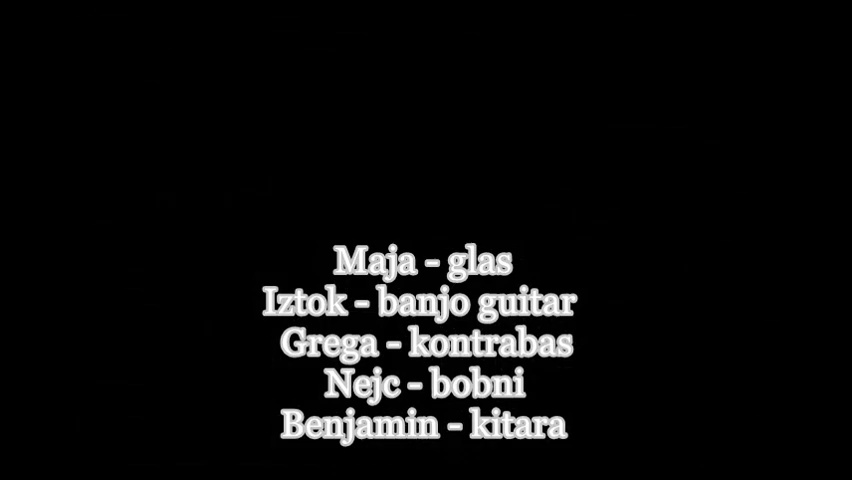 Maja - glas
Iztok - banjo guitar
Grega - kontrabas
Nejc - bobni
Benjamin - kitara